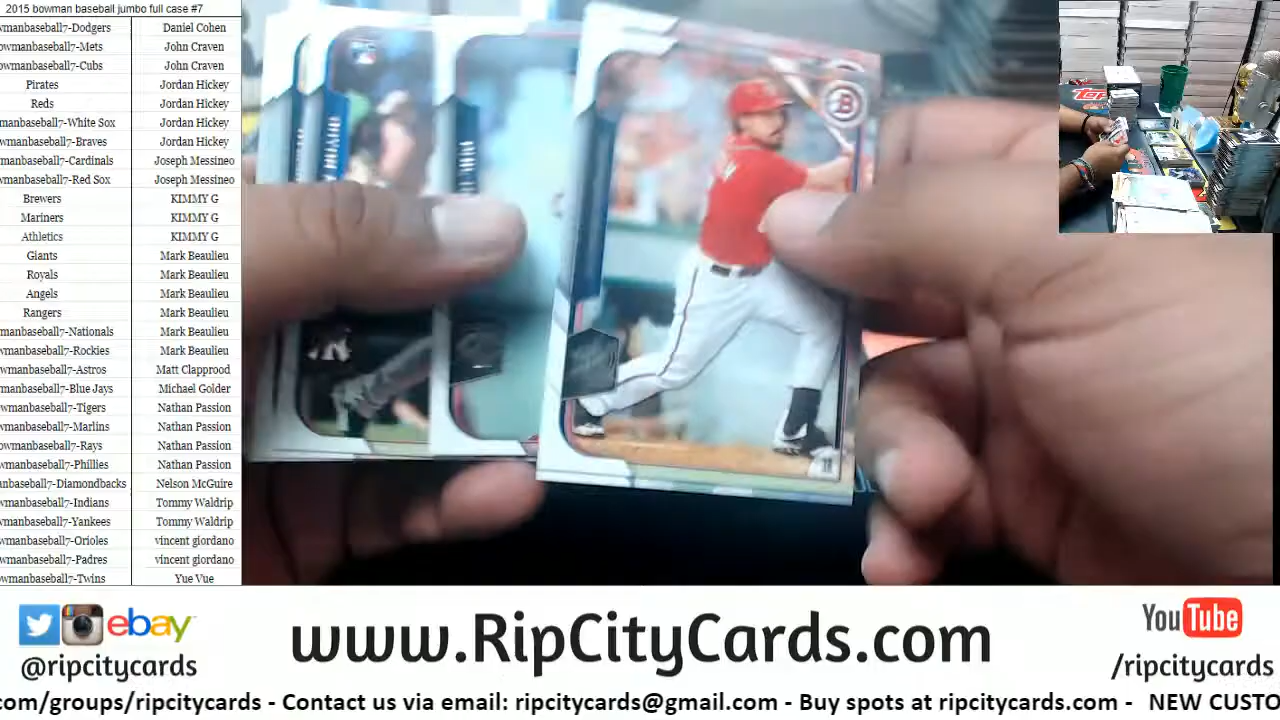 2015 bowman baseball jumbo full case #7
wmanbaseball7-Dodgers Daniel Cohen
owmanbaseball7-Mets John Craven
owmanbaseball7-Cubs John Craven
Pirates Jordan Hickey
Reds Jordan Hickey
manbaseball7-White Sox Jordan Hickey
wmanbaseball7-Braves Jordan Hickey
manbaseball7-Cardinals Joseph Messineo
wmanbaseball7-Red Sox Joseph Messineo
Brewers KIMMY G
Mariners KIMMY G
Athletics KIMMY G
Giants Mark Beaulieu
Royals Mark Beaulieu
Angels Mark Beaulieu
Rangers Mark Beaulieu
wmanbaseball7-Nationals Mark Beaulieu
wmanbaseball7-Rockies Mark Beaulieu
owmanbaseball7-Astros Matt Clapprood
wmanbaseball7-Blue Jays Michael Golder
owmanbaseball7-Tigers Nathan Passion
wmanbaseball7-Marlins Nathan Passion
owmanbaseball7-Rays Nathan Passion
wmanbaseball7-Phillies Nathan Passion
anbaseball7-Diamondbacks Nelson McGuire
wmanbaseball7-Indians Tommy Waldrip
wmanbaseball7-Yankees Tommy Waldrip
owmanbaseball7-Orioles vincent giordano
wmanbaseball7-Padres vincent giordano
owmanbaseball7-Twins Yue Vue
B
ebay
@ripcitycards
www.RipCityCards.com
YouTube
/ripcitycards
com/groups/ripcitycards - Contact us via email: ripcitycards@gmail.com - Buy spots at ripcitycards.com - NEW CUSTO